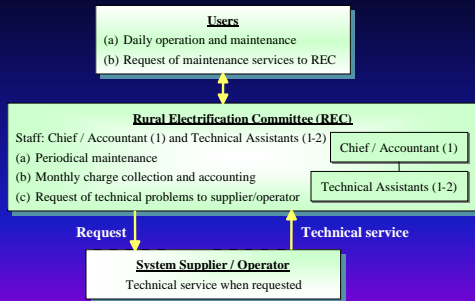 Users
(a) Daily operation and maintenance
(b) Request of maintenance services to REC
Rural Electrification Committee (REC)
Staff: Chief / Accountant (1) and Technical Assistants (1-2)
(a) Periodical maintenance
(b) Monthly charge collection and accounting
(c) Request of technical problems to supplier/operator
Chief / Accountant (1)
Technical Assistants (1-2)
Request
Technical service
System Supplier / Operator
Technical service when requested